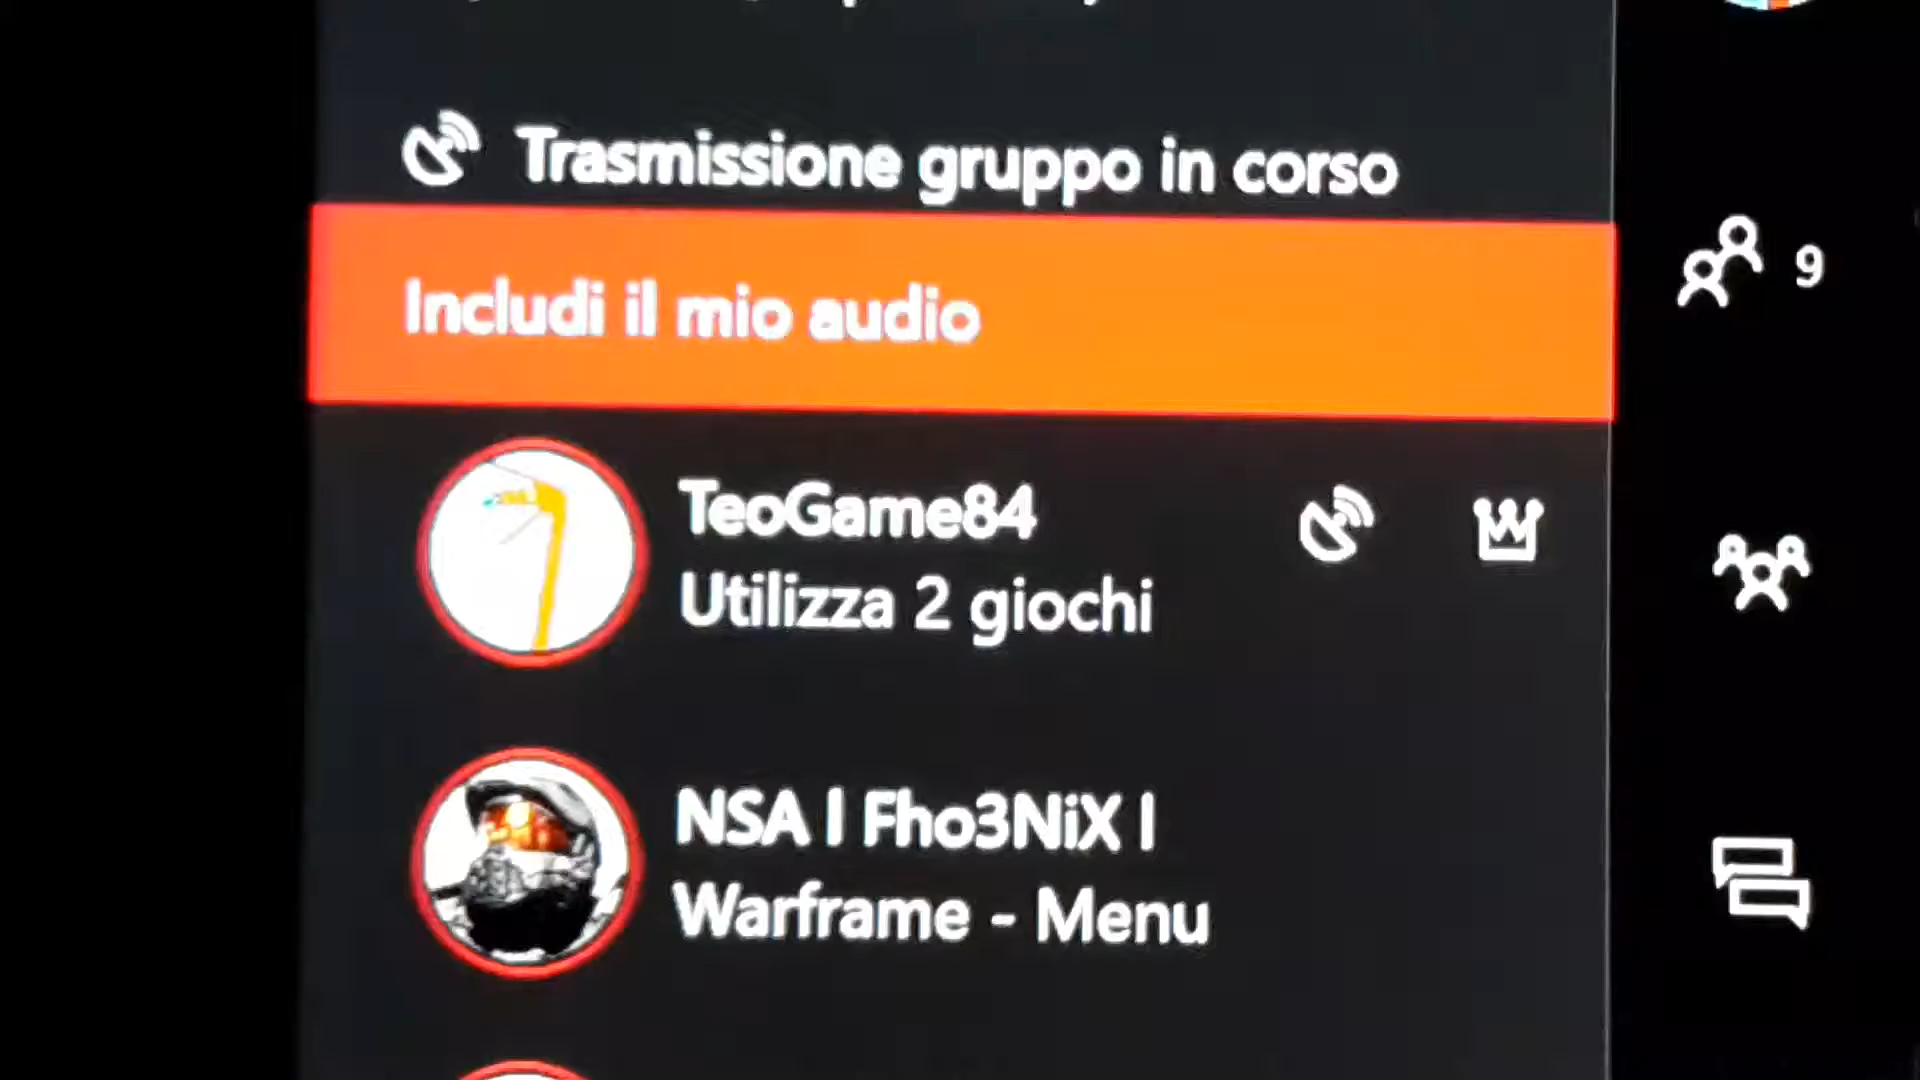 Trasmissione gruppo in corso
Includi il mio audio
9
TeoGame84
Utilizza 2 giochi
NSA I Fho3NiX I
Warframe - Menu